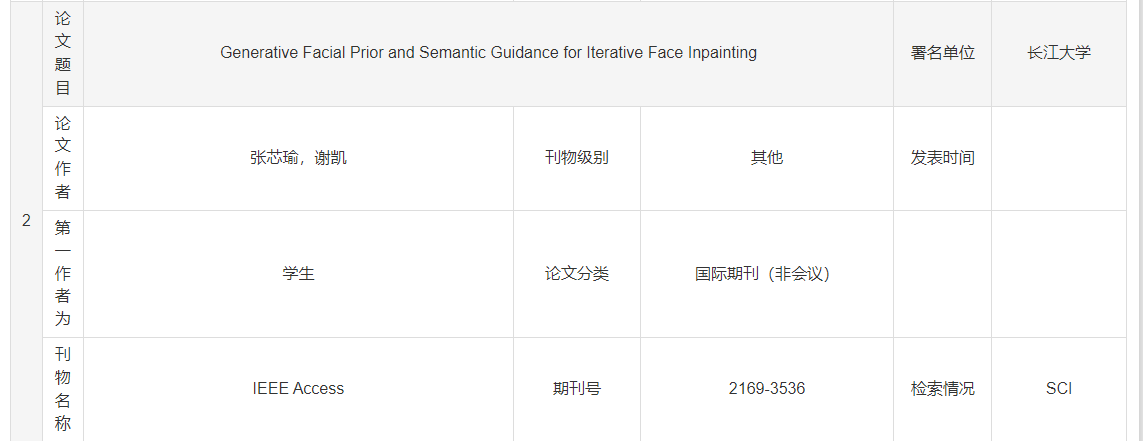 2
论文题目
Generative Facial Prior and Semantic Guidance for Iterative Face Inpainting
署名单位
长江大学
论文作者
张芯瑜，谢凯
刊物级别
其他
发表时间
第一作者为
学生
论文分类
国际期刊（非会议）
刊物名称
IEEE Access
期刊号
2169-3536
检索情况
SCI